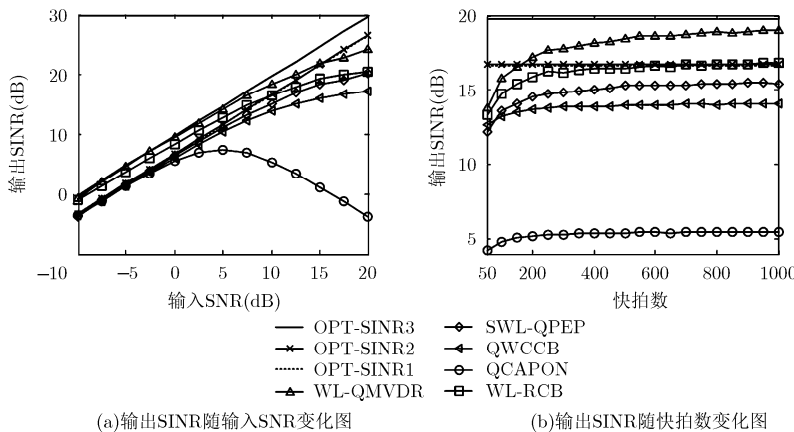 30
20
10
0
−10
−5
0
5
10
15
20
输出SINR(dB)
输入SNR(dB)
20
15
10
5
50
200
400
600
800
1000
输出SINR(dB)
快拍数
OPT-SINR3
OPT-SINR2
OPT-SINR1
WL-QMVDR
SWL-QPEP
QWCCB
QCAPON
WL-RCB
(a)输出SINR随输入SNR变化图
(b)输出SINR随快拍数变化图